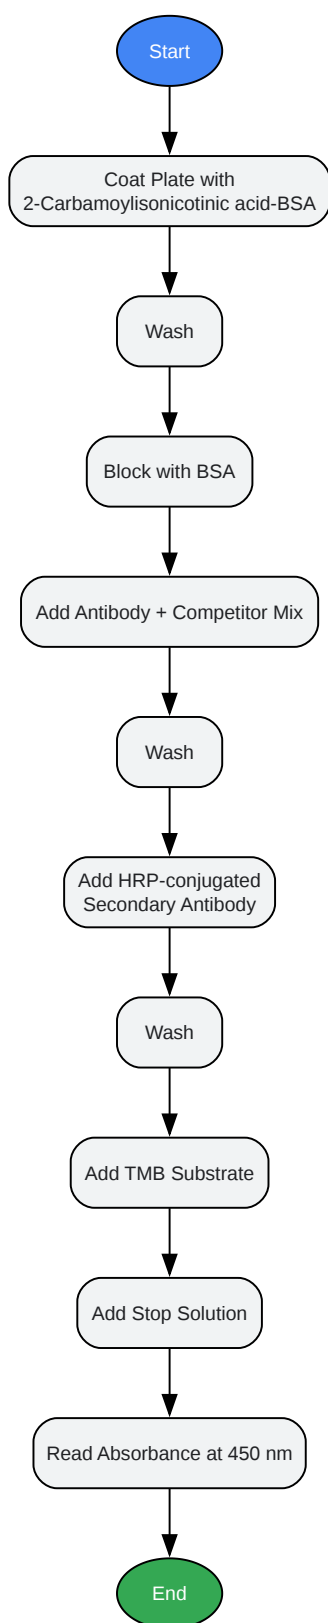 Start
Coat Plate with
2-Carbamoylisonicotinic acid-BSA
Wash
Block with BSA
Add Antibody + Competitor Mix
Wash
Add HRP-conjugated
Secondary Antibody
Wash
Add TMB Substrate
Add Stop Solution
Read Absorbance at 450 nm
End